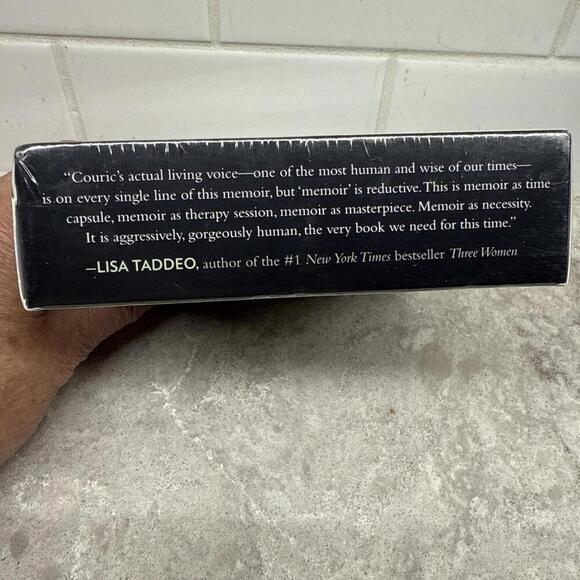 “Couric’s actual living voice—one of the most human and wise of our times—
is on every single line of this memoir, but ‘memoir’ is reductive. This is memoir as time
capsule, memoir as therapy session, memoir as masterpiece. Memoir as necessity.
It is aggressively, gorgeously human, the very book we need for this time.”
—LISA TADDEO, author of the #1 New York Times bestseller Three Women